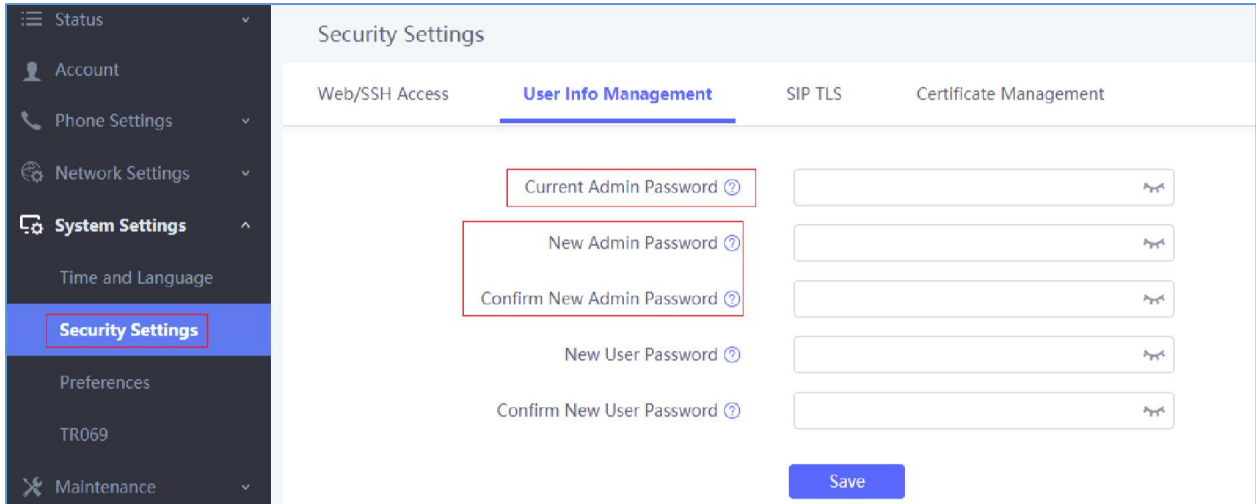 Status
Account
Phone Settings
Network Settings
System Settings
Time and Language
Security Settings
Preferences
TR069
Maintenance
Security Settings
Web/SSH Access
User Info Management
SIP TLS
Certificate Management
Current Admin Password
New Admin Password
Confirm New Admin Password
New User Password
Confirm New User Password
Save